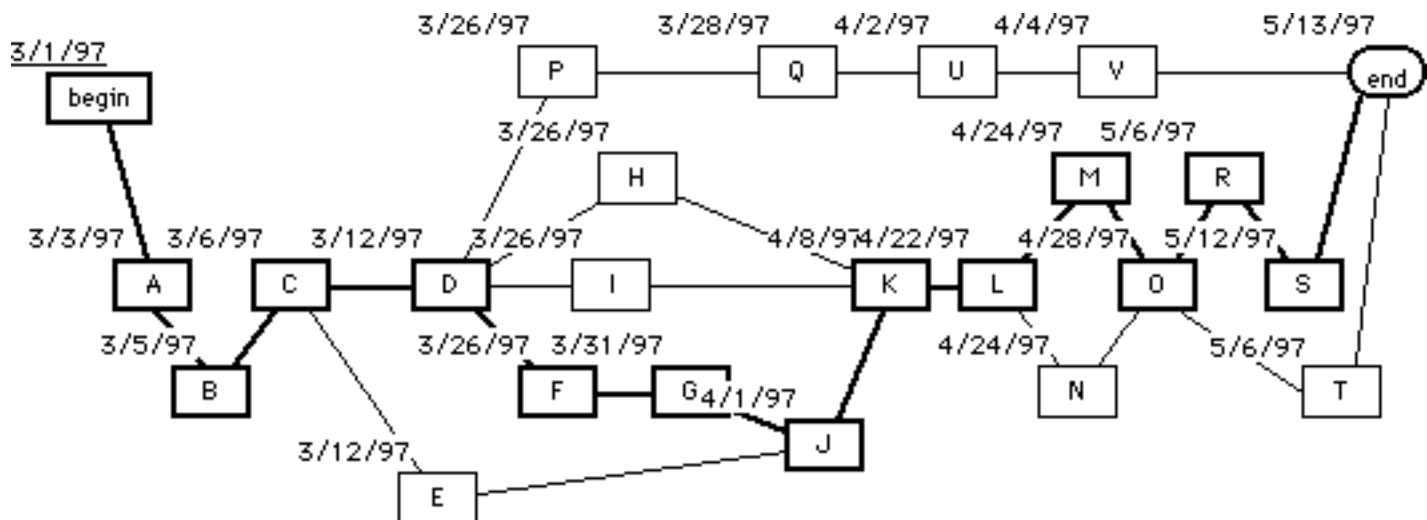 3/26/97 3/28/97 4/2/97 4/4/97 5/13/97
3/1/97
P Q U V end
begin
3/26/97 4/24/97 5/6/97
H M R
3/3/97 3/6/97 3/12/97 3/26/97 4/8/97 4/22/97 4/28/97 5/12/97
A C D I K L O S
3/5/97 3/26/97 3/31/97 4/24/97 5/6/97
B F G 4/1/97 N T
J
3/12/97
E